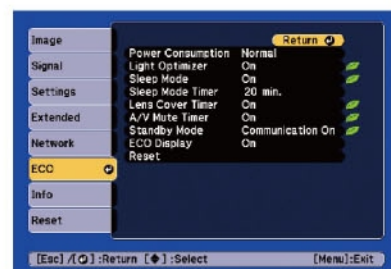 Image
Signal
Settings
Extended
Network
ECO
Info
Reset
Return
Power Consumption Normal
Light Optimizer On
Sleep Mode On
Sleep Mode Timer 20 min.
Lens Cover Timer On
A/V Mute Timer On
Standby Mode Communication On
ECO Display On
Reset
[Esc] /[ ] :Return [ ] :Select [Menu]:Exit